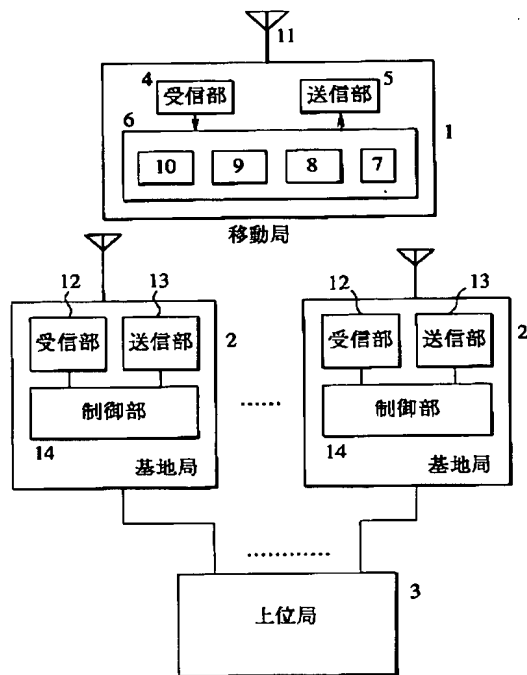 11
4
受信部
5
送信部
6
1
10
9
8
7
移動局
12
13
受信部
送信部
2
制御部
14
基地局
......
12
13
受信部
送信部
2
制御部
14
基地局
............
上位局
3